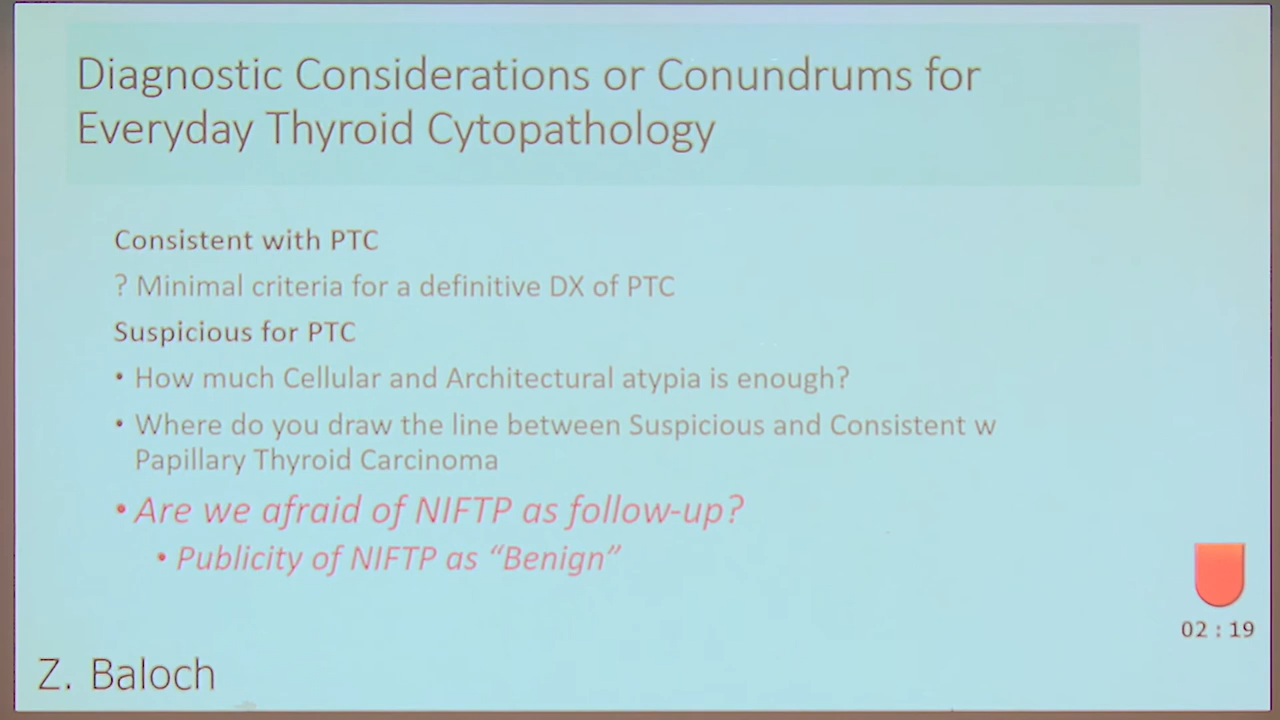 Diagnostic Considerations or Conundrums for
Everyday Thyroid Cytopathology
Consistent with PTC
? Minimal criteria for a definitive DX of PTC
Suspicious for PTC
• How much Cellular and Architectural atypia is enough?
• Where do you draw the line between Suspicious and Consistent w
Papillary Thyroid Carcinoma
• Are we afraid of NIFTP as follow-up?
• Publicity of NIFTP as “Benign”
02 : 19
Z. Baloch